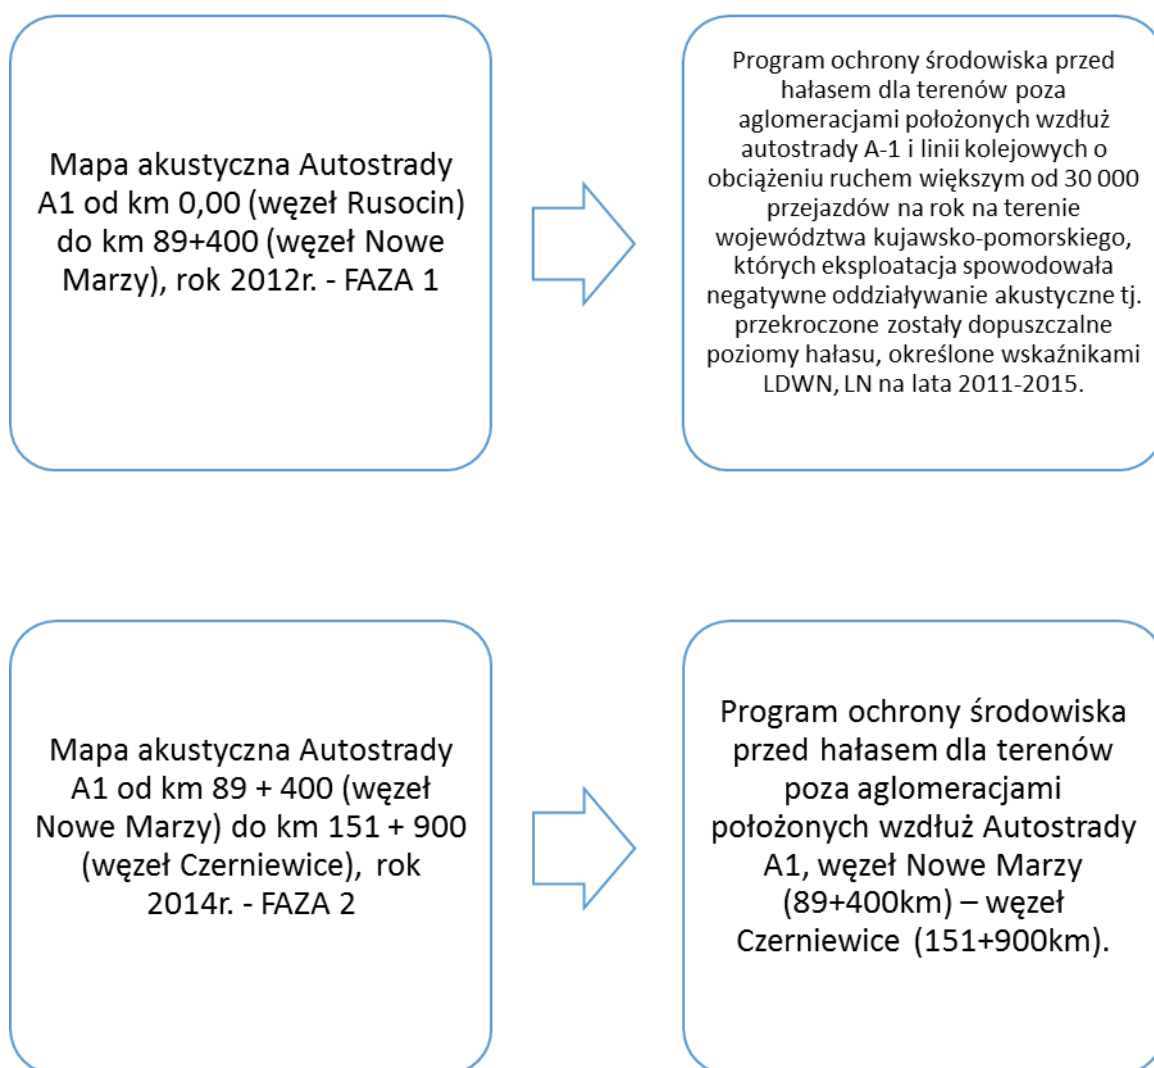 Mapa akustyczna Autostrady
A1 od km 0,00 (węzeł Rusocin)
do km 89+400 (węzeł Nowe
Marzy), rok 2012r. - FAZA 1
Program ochrony środowiska przed
hałasem dla terenów poza
aglomeracjami położonych wzdłuż
autostrady A-1 i linii kolejowych o
obciążeniu ruchem większym od 30 000
przejazdów na rok na terenie
województwa kujawsko-pomorskiego,
których eksploatacja spowodowała
negatywne oddziaływanie akustyczne tj.
przekroczone zostały dopuszczalne
poziomy hałasu, określone wskaźnikami
LDWN, LN na lata 2011-2015.
Mapa akustyczna Autostrady
A1 od km 89 + 400 (węzeł
Nowe Marzy) do km 151 + 900
(węzeł Czerniewice), rok
2014r. - FAZA 2
Program ochrony środowiska
przed hałasem dla terenów
poza aglomeracjami
położonych wzdłuż Autostrady
A1, węzeł Nowe Marzy
(89+400km) – węzeł
Czerniewice (151+900km).